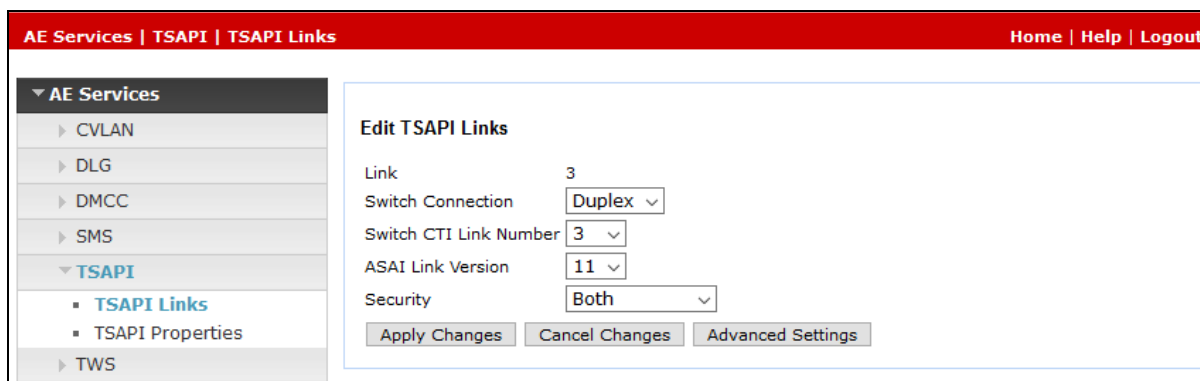 AE Services | TSAPI | TSAPI Links
Home | Help | Logout
AE Services
CVLAN
DLG
DMCC
SMS
TSAPI
TSAPI Links
TSAPI Properties
TWS
Edit TSAPI Links
Link 3
Switch Connection Duplex
Switch CTI Link Number 3
ASAI Link Version 11
Security Both
Apply Changes Cancel Changes Advanced Settings